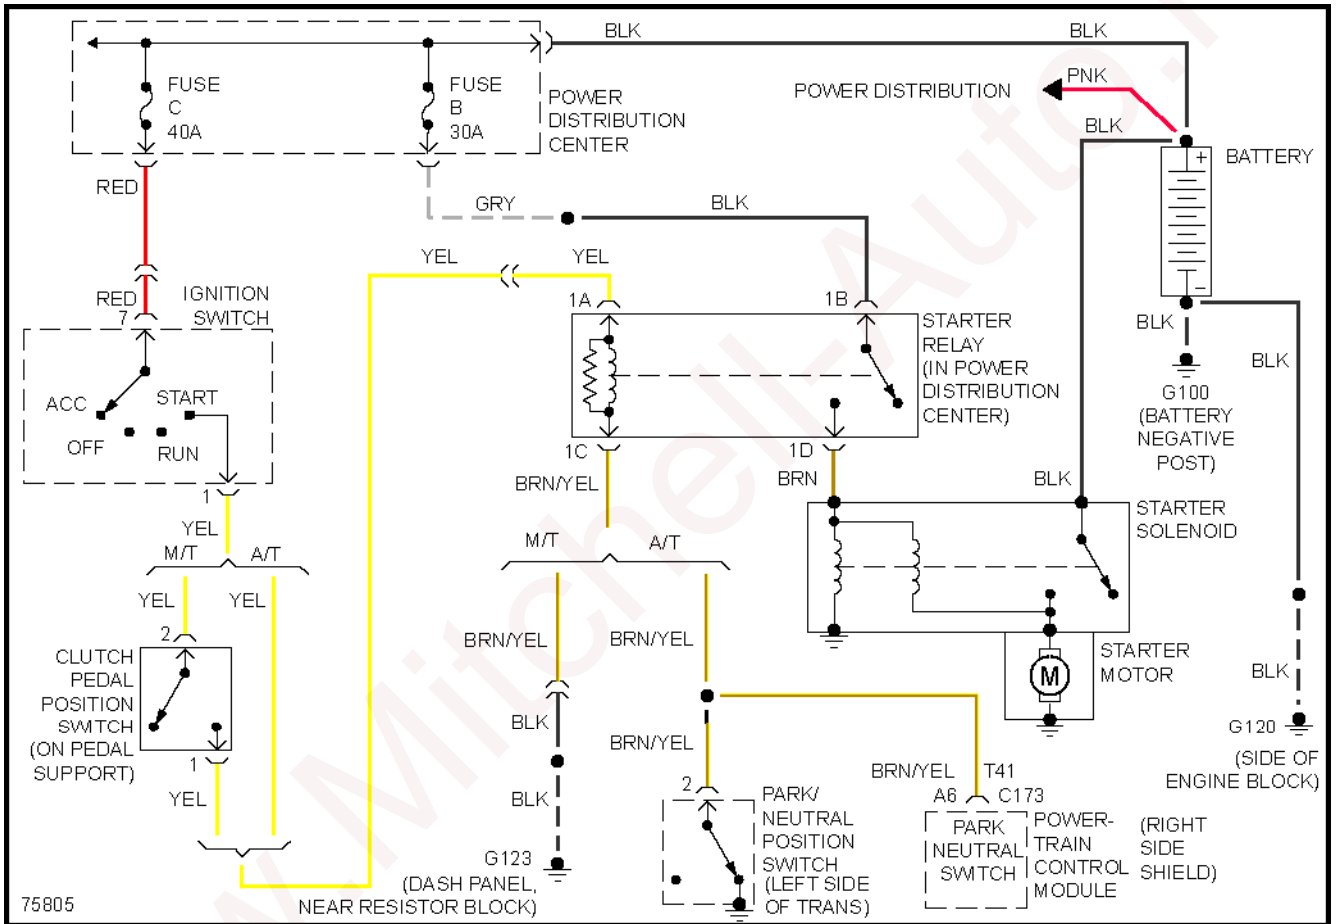 BLK
BLK
FUSE
C
40A
FUSE
B
30A
POWER
DISTRIBUTION
CENTER
POWER DISTRIBUTION
PNK
BLK
BATTERY
+
−
RED
GRY
BLK
YEL
YEL
RED
7
IGNITION
SWITCH
1A
1B
STARTER
RELAY
(IN POWER
DISTRIBUTION
CENTER)
BLK
BLK
G100
(BATTERY
NEGATIVE
POST)
ACC
START
OFF
RUN
1
1C
1D
BRN/YEL
BRN
BLK
STARTER
SOLENOID
YEL
M/T
A/T
M/T
A/T
YEL
YEL
2
CLUTCH
PEDAL
POSITION
SWITCH
(ON PEDAL
SUPPORT)
1
YEL
BRN/YEL
BRN/YEL
STARTER
MOTOR
M
BLK
BLK
BRN/YEL
BLK
G120
(SIDE OF
ENGINE BLOCK)
BRN/YEL
T41
A6
C173
2
PARK/
NEUTRAL
POSITION
SWITCH
(LEFT SIDE
OF TRANS)
PARK
NEUTRAL
SWITCH
POWER-
TRAIN
CONTROL
MODULE
(RIGHT
SIDE
SHIELD)
G123
(DASH PANEL,
NEAR RESISTOR BLOCK)
75805
w.Mitchell-Auto.